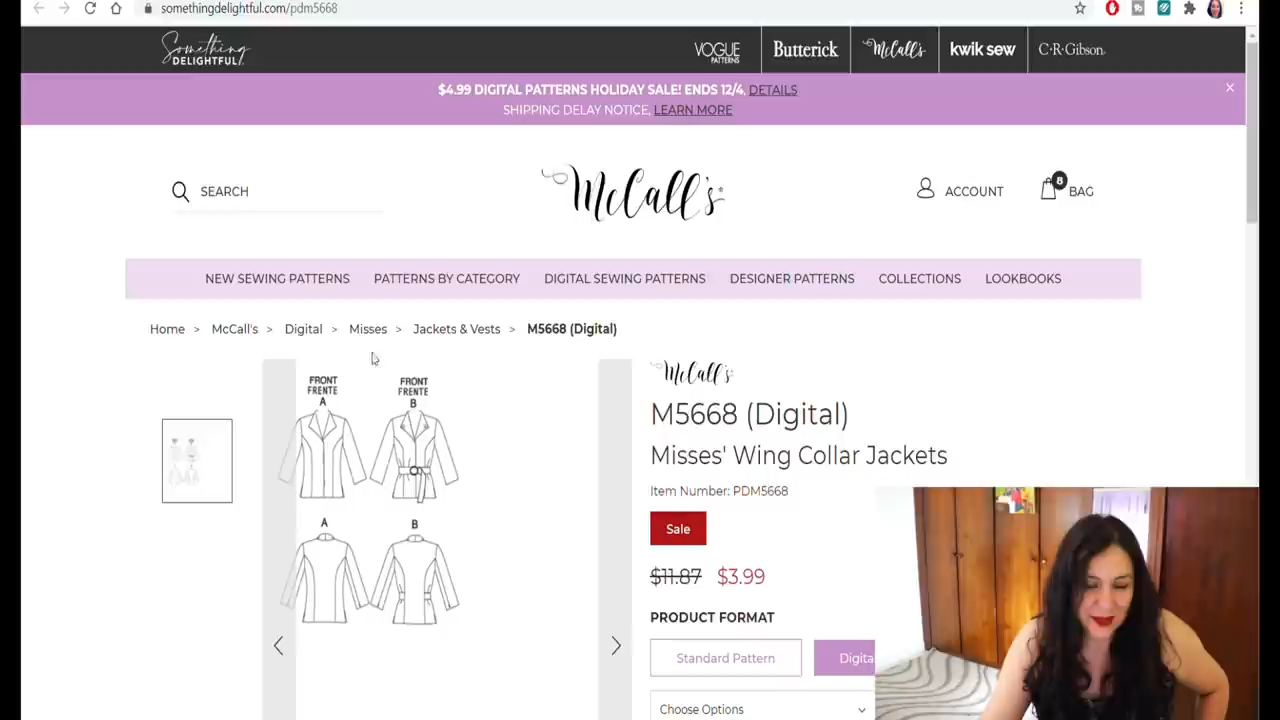 somethingdelightful.com/pdm5668
Something
DELIGHTFUL
VOGUE
PATTERNS
Butterick
McCall's
kwik sew
C·R·Gibson
$4.99 DIGITAL PATTERNS HOLIDAY SALE! ENDS 12/4, DETAILS
SHIPPING DELAY NOTICE, LEARN MORE
SEARCH
McCall's
ACCOUNT
8
BAG
NEW SEWING PATTERNS
PATTERNS BY CATEGORY
DIGITAL SEWING PATTERNS
DESIGNER PATTERNS
COLLECTIONS
LOOKBOOKS
Home > McCall's > Digital > Misses > Jackets & Vests > M5668 (Digital)
FRONT
FRENTE
A
FRONT
FRENTE
B
A
B
McCall's
M5668 (Digital)
Misses' Wing Collar Jackets
Item Number: PDM5668
Sale
$11.87 $3.99
PRODUCT FORMAT
Standard Pattern
Digita
Choose Options